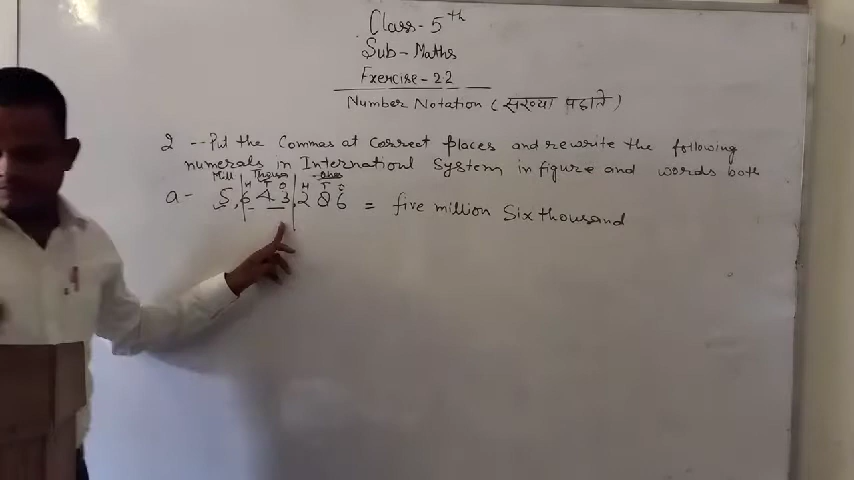 Class - 5th
Sub - Maths
Exercise - 22
Number Notation (संख्या पद्धति)
2 -- Put the Commas at correct places and rewrite the following
numerals in Internationl System in figure and words both
Mill Thousa ones
H T O H T O
a - 5,643,286 = five million Six thousand